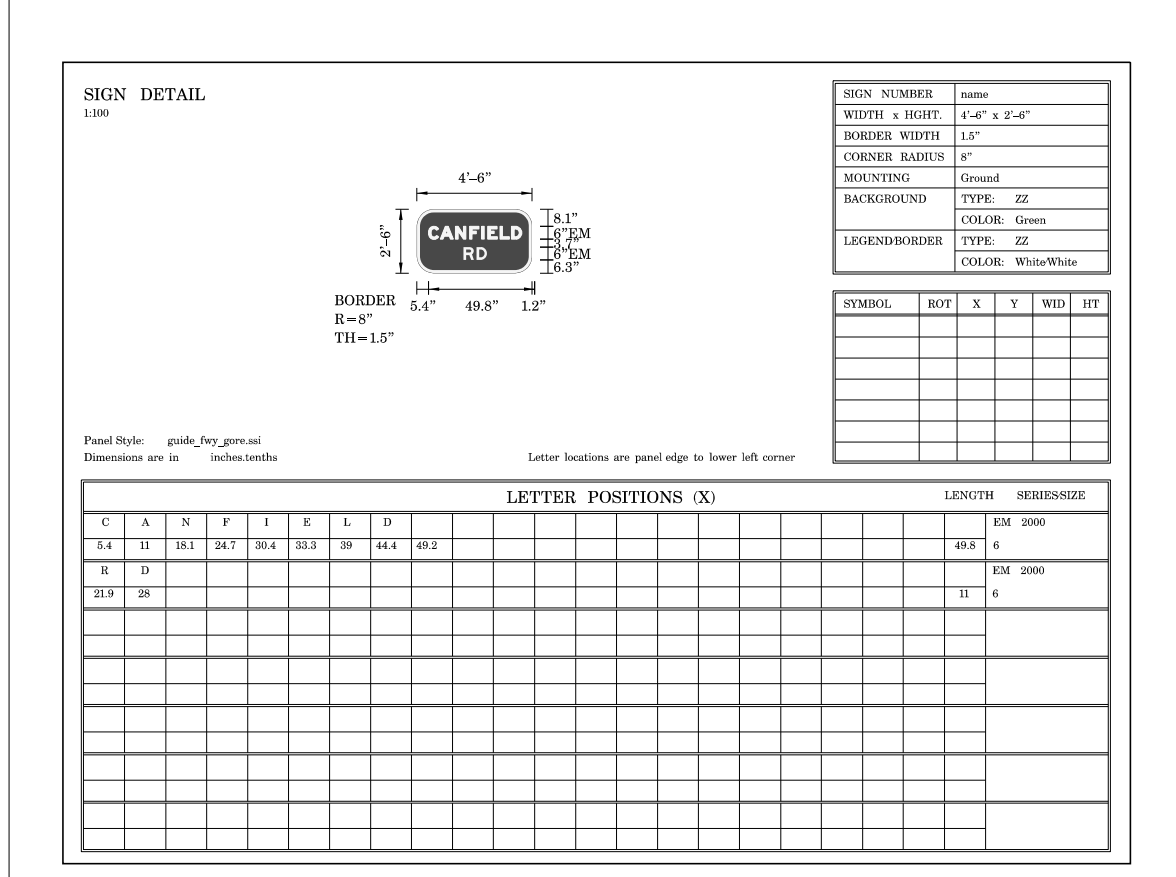 SIGN DETAIL
1:100
4'–6"
2'–6"
CANFIELD
RD
8.1"
6"EM
3.7"
6"EM
6.3"
5.4" 49.8" 1.2"
BORDER
R=8"
TH=1.5"
Panel Style: guide_fwy_gore.ssi
Dimensions are in inches.tenths
Letter locations are panel edge to lower left corner
SIGN NUMBER name
WIDTH x HGHT. 4'–6" x 2'–6"
BORDER WIDTH 1.5"
CORNER RADIUS 8"
MOUNTING Ground
BACKGROUND TYPE: ZZ
COLOR: Green
LEGEND/BORDER TYPE: ZZ
COLOR: White/White
SYMBOL ROT X Y WID HT
LETTER POSITIONS (X) LENGTH SERIES/SIZE
C A N F I E L D EM 2000
5.4 11 18.1 24.7 30.4 33.3 39 44.4 49.2 49.8 6
R D EM 2000
21.9 28 11 6